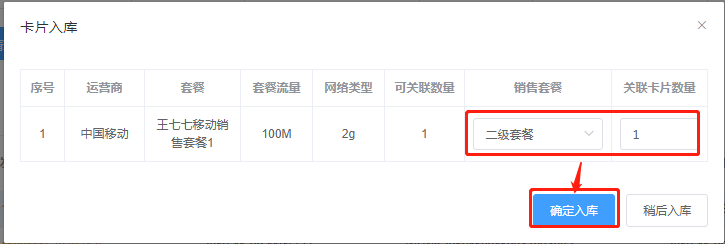 卡片入库
序号 运营商 套餐 套餐流量 网络类型 可关联数量 销售套餐 关联卡片数量
1 中国移动 王七七移动销售套餐1 100M 2g 1 二级套餐 1
确定入库 稍后入库